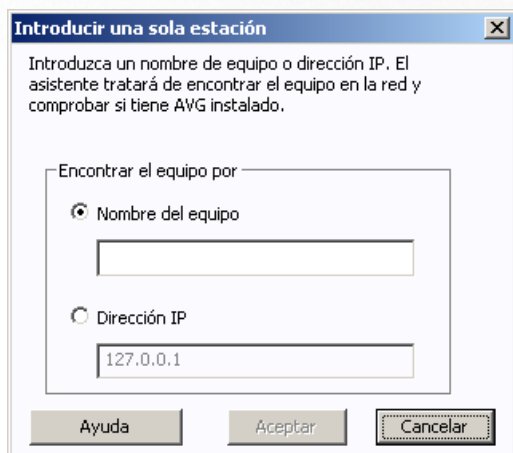 Introducir una sola estación
Introduzca un nombre de equipo o dirección IP. El
asistente tratará de encontrar el equipo en la red y
comprobar si tiene AVG instalado.
Encontrar el equipo por
Nombre del equipo
Dirección IP
127.0.0.1
Ayuda Aceptar Cancelar